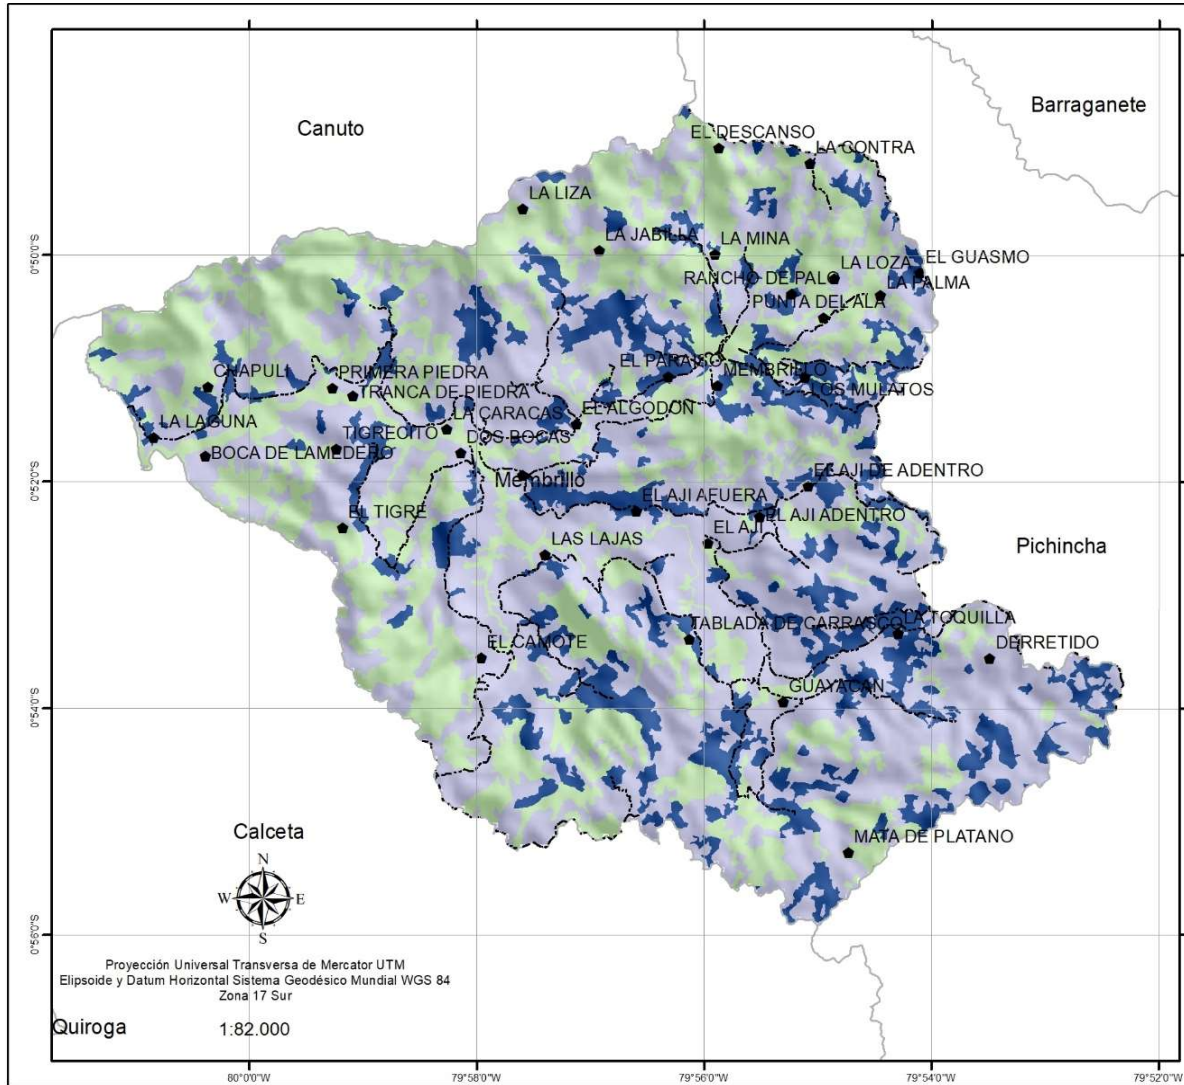 Barraganete
Canuto
EL DESCANSO
LA CONTRA
LA LIZA
LA JABILLA
LA MINA
EL GUASMO
LA LOZA
RANCHO DE PALO
LA PALMA
PUNTA DEL ALA
EL PARAISO
MEMBRILLO
LOS MULATOS
CHAPULI
PRIMERA PIEDRA
TRANCA DE PIEDRA
LA CARACAS
EL ALGODON
LA LAGUNA
TIGRECITO
DOS BOCAS
BOCA DE LAMEDERO
Membrillo
EL AJI DE ADENTRO
EL AJI AFUERA
EL TIGRE
EL AJI
EL AJI ADENTRO
LAS LAJAS
Pichincha
TABLADA DE CARRASCO
LA TOQUILLA
EL CAMOTE
DERRETIDO
GUAYACAN
Calceta
MATA DE PLATANO
N
W
E
S
Proyección Universal Transversa de Mercator UTM
Elipsoide y Datum Horizontal Sistema Geodésico Mundial WGS 84
Zona 17 Sur
Quiroga
1:82.000
0°50'0"S
0°52'0"S
0°54'0"S
0°56'0"S
80°0'0"W
79°58'0"W
79°56'0"W
79°54'0"W
79°52'0"W